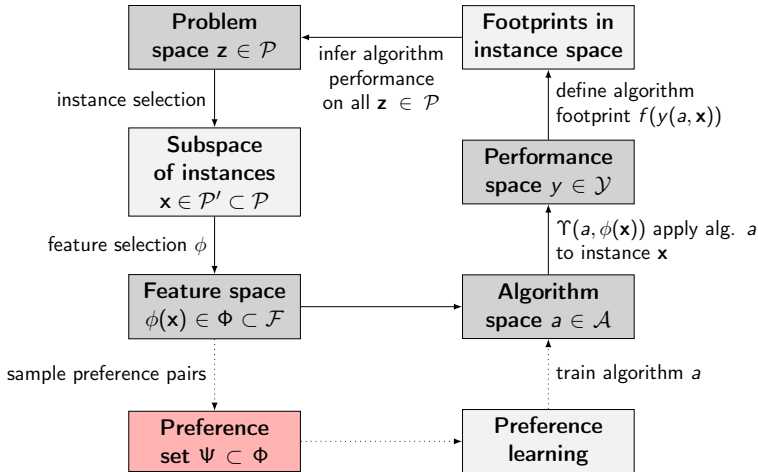 Problem
space z ∈ 𝒫
Footprints in
instance space
infer algorithm
performance
on all z ∈ 𝒫
instance selection
define algorithm
footprint f(y(a, x))
Subspace
of instances
x ∈ 𝒫′ ⊂ 𝒫
Performance
space y ∈ 𝒴
feature selection ϕ
Υ(a, ϕ(x)) apply alg. a
to instance x
Feature space
ϕ(x) ∈ Φ ⊂ ℱ
Algorithm
space a ∈ 𝒜
sample preference pairs
train algorithm a
Preference
set Ψ ⊂ Φ
Preference
learning